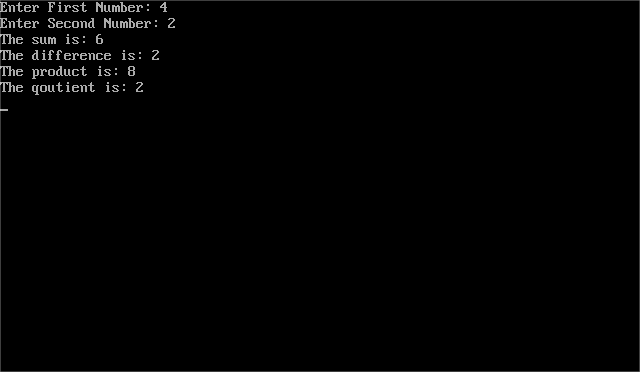 Enter First Number: 4
Enter Second Number: 2
The sum is: 6
The difference is: 2
The product is: 8
The qoutient is: 2